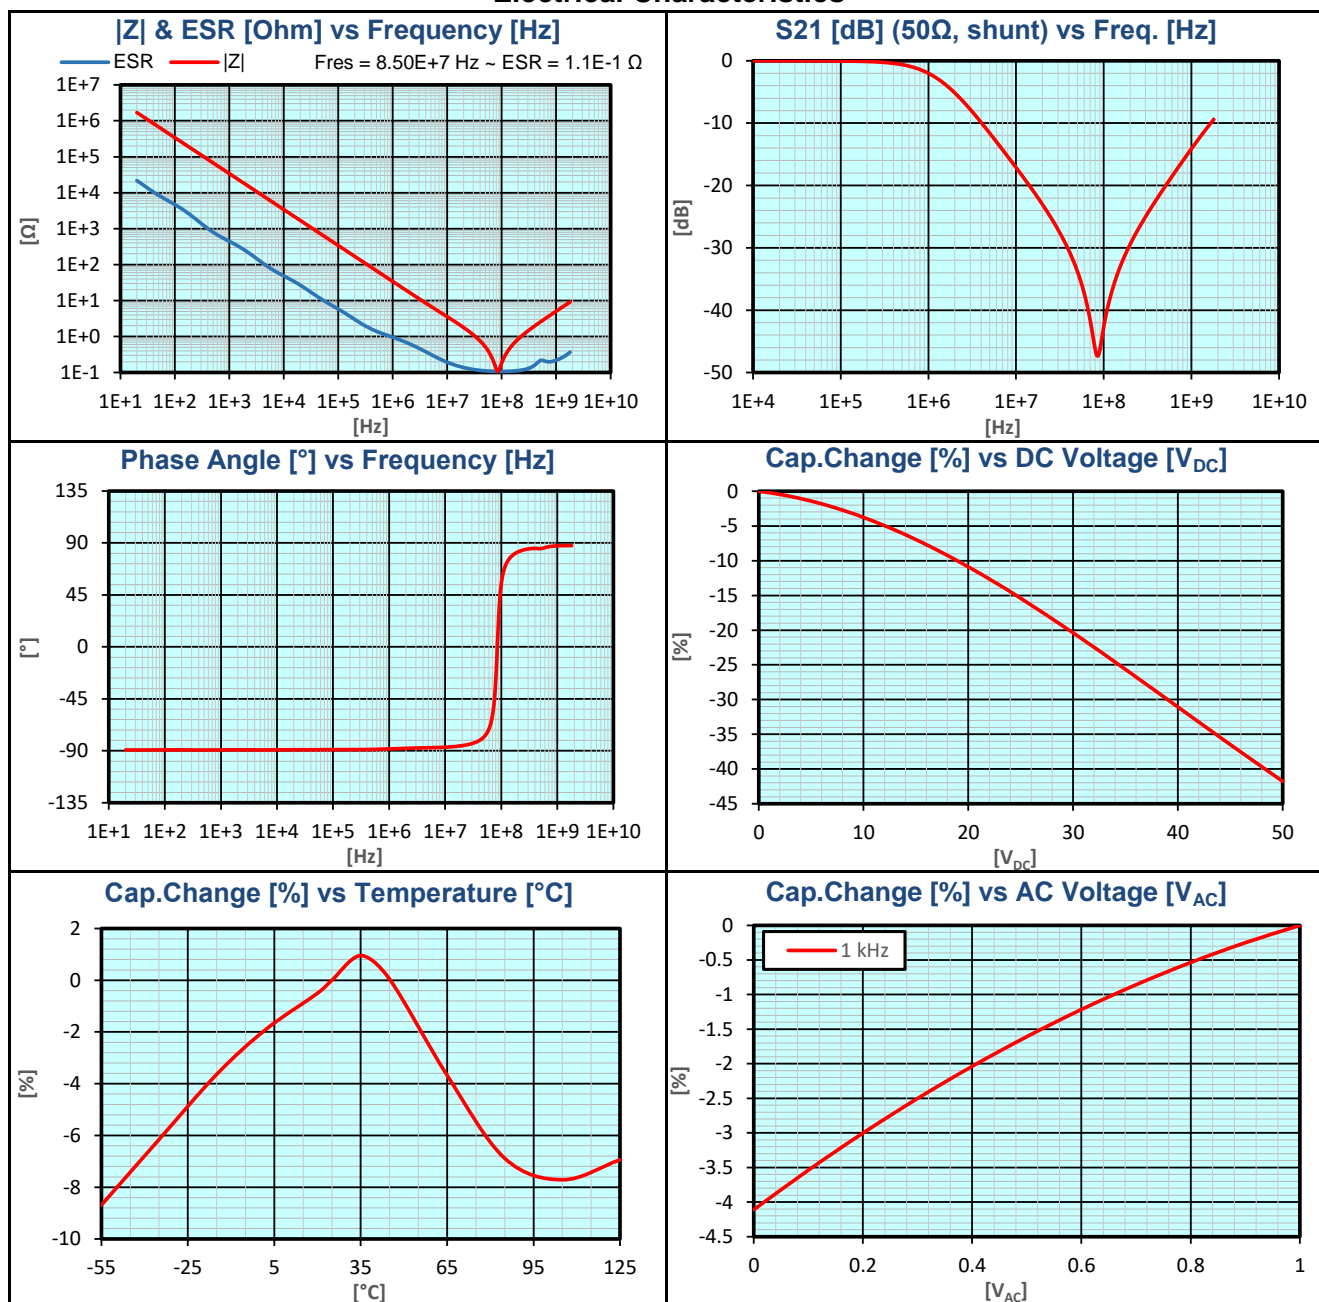 Electrical Characteristics
|Z| & ESR [Ohm] vs Frequency [Hz]
ESR |Z| Fres = 8.50E+7 Hz ~ ESR = 1.1E-1 Ω
1E+7
1E+6
1E+5
1E+4
1E+3
1E+2
1E+1
1E+0
1E-1
[Ω]
1E+1 1E+2 1E+3 1E+4 1E+5 1E+6 1E+7 1E+8 1E+9 1E+10
[Hz]
S21 [dB] (50Ω, shunt) vs Freq. [Hz]
0
-10
-20
-30
-40
-50
[dB]
1E+4 1E+5 1E+6 1E+7 1E+8 1E+9 1E+10
[Hz]
Phase Angle [°] vs Frequency [Hz]
135
90
45
0
-45
-90
-135
[°]
1E+1 1E+2 1E+3 1E+4 1E+5 1E+6 1E+7 1E+8 1E+9 1E+10
[Hz]
Cap.Change [%] vs DC Voltage [VDC]
0
-5
-10
-15
-20
-25
-30
-35
-40
-45
[%]
0 10 20 30 40 50
[VDC]
Cap.Change [%] vs Temperature [°C]
2
0
-2
-4
-6
-8
-10
[%]
-55 -25 5 35 65 95 125
[°C]
Cap.Change [%] vs AC Voltage [VAC]
1 kHz
0
-0.5
-1
-1.5
-2
-2.5
-3
-3.5
-4
-4.5
[%]
0 0.2 0.4 0.6 0.8 1
[VAC]